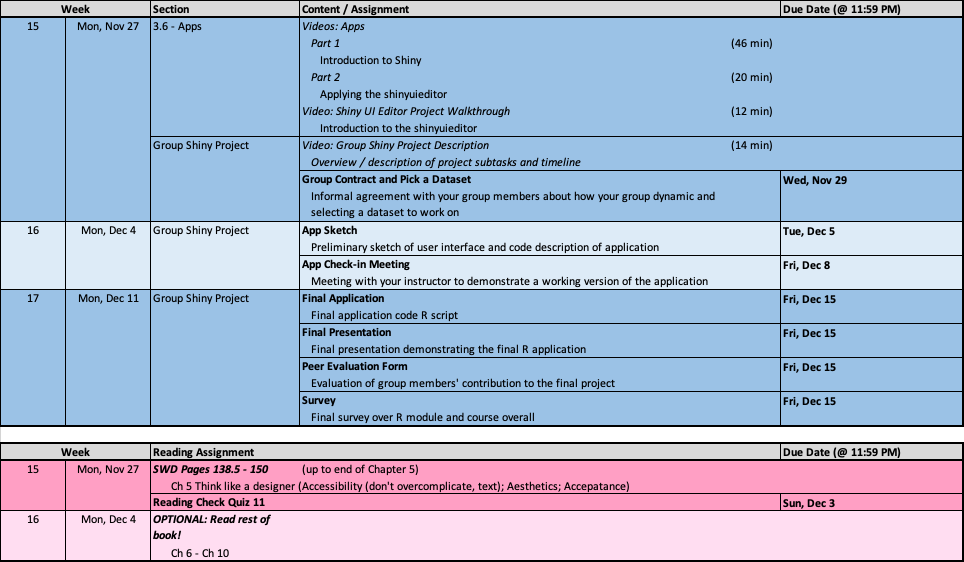 Week Section Content / Assignment Due Date (@ 11:59 PM)
15 Mon, Nov 27 3.6 - Apps Videos: Apps
Part 1 (46 min)
Introduction to Shiny
Part 2 (20 min)
Applying the shinyuieditor
Video: Shiny UI Editor Project Walkthrough (12 min)
Introduction to the shinyuieditor
Group Shiny Project Video: Group Shiny Project Description (14 min)
Overview / description of project subtasks and timeline
Group Contract and Pick a Dataset Wed, Nov 29
Informal agreement with your group members about how your group dynamic and
selecting a dataset to work on
16 Mon, Dec 4 Group Shiny Project App Sketch Tue, Dec 5
Preliminary sketch of user interface and code description of application
App Check-in Meeting Fri, Dec 8
Meeting with your instructor to demonstrate a working version of the application
17 Mon, Dec 11 Group Shiny Project Final Application Fri, Dec 15
Final application code R script
Final Presentation Fri, Dec 15
Final presentation demonstrating the final R application
Peer Evaluation Form Fri, Dec 15
Evaluation of group members' contribution to the final project
Survey Fri, Dec 15
Final survey over R module and course overall
Week Reading Assignment Due Date (@ 11:59 PM)
15 Mon, Nov 27 SWD Pages 138.5 - 150 (up to end of Chapter 5)
Ch 5 Think like a designer (Accessibility (don't overcomplicate, text); Aesthetics; Accepatance)
Reading Check Quiz 11 Sun, Dec 3
16 Mon, Dec 4 OPTIONAL: Read rest of
book!
Ch 6 - Ch 10